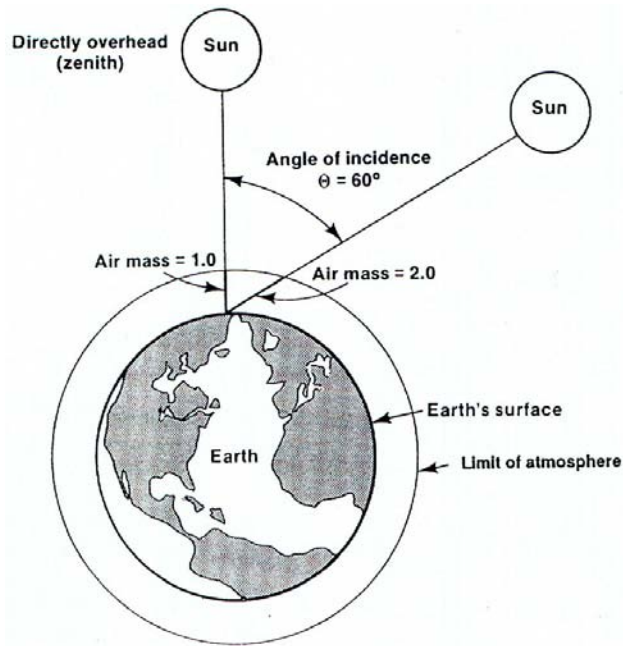 Directly overhead
(zenith)
Sun
Sun
Angle of incidence
Θ = 60°
Air mass = 1.0
Air mass = 2.0
Earth's surface
Earth
Limit of atmosphere